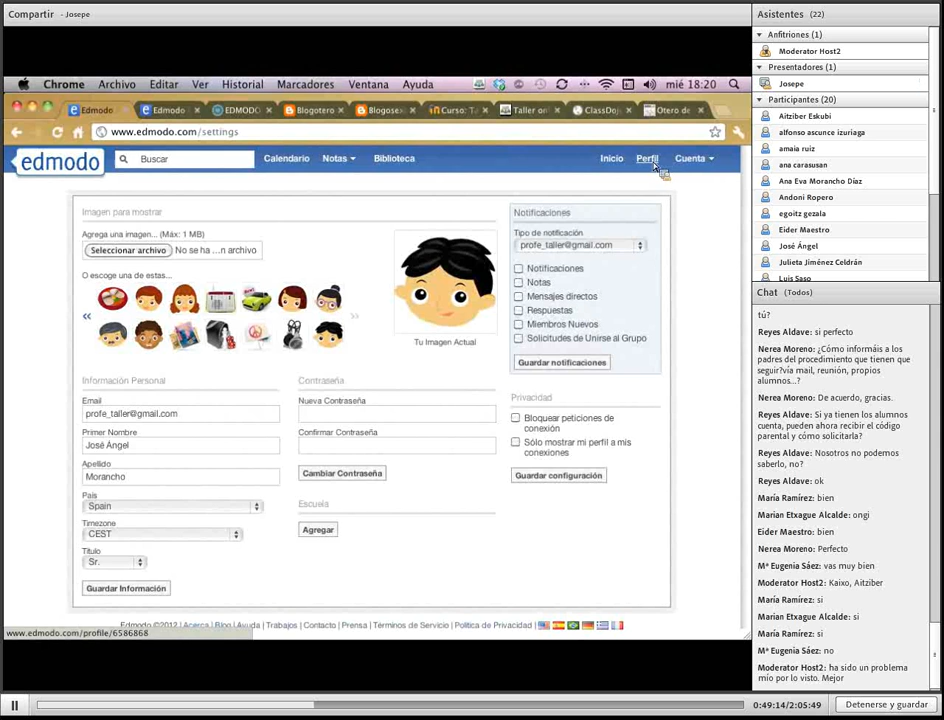 Compartir - Josepe
Chrome Archivo Editar Ver Historial Marcadores Ventana Ayuda mié 18:20
Edmodo Edmodo EDMODO Blogotero Blogosex Curso: Ta Taller on ClassDoj Otero de
www.edmodo.com/settings
edmodo Buscar Calendario Notas Biblioteca Inicio Perfil Cuenta
Imagen para mostrar
Agrega una imagen... (Máx: 1 MB)
Seleccionar archivo No se ha ...n archivo
O escoge una de estas...
«
»
Tu Imagen Actual
Notificaciones
Tipo de notificación
profe_taller@gmail.com
Notificaciones
Notas
Mensajes directos
Respuestas
Miembros Nuevos
Solicitudes de Unirse al Grupo
Guardar notificaciones
Información Personal
Email
profe_taller@gmail.com
Primer Nombre
José Ángel
Apellido
Morancho
País
Spain
Timezone
CEST
Título
Sr.
Guardar Información
Contraseña
Nueva Contraseña
Confirmar Contraseña
Cambiar Contraseña
Escuela
Agregar
Privacidad
Bloquear peticiones de
conexión
Sólo mostrar mi perfil a mis
conexiones
Guardar configuración
Edmodo ©2012 | Acerca | Blog | Ayuda | Trabajos | Contacto | Prensa | Términos de Servicio | Política de Privacidad |
www.edmodo.com/profile/6586868
Asistentes (22)
Anfitriones (1)
Moderator Host2
Presentadores (1)
Josepe
Participantes (20)
Aitziber Eskubi
alfonso ascunce izuriaga
amaia ruiz
ana carasusan
Ana Eva Morancho Díaz
Andoni Ropero
egoitz gezala
Eider Maestro
José Ángel
Julieta Jiménez Celdrán
Luis Saso
Chat (Todos)
tú?
Reyes Aldave: si perfecto
Nerea Moreno: ¿Cómo informáis a los
padres del procedimiento que tienen que
seguir?vía mail, reunión, propios
alumnos...?
Nerea Moreno: De acuerdo, gracias.
Reyes Aldave: Si ya tienen los alumnos
cuenta, pueden ahora recibir el código
parental y cómo solicitarla?
Reyes Aldave: Nosotros no podemos
saberlo, no?
Reyes Aldave: ok
María Ramírez: bien
Marian Etxague Alcalde: ongi
Eider Maestro: bien
Nerea Moreno: Perfecto
Mª Eugenia Sáez: vas muy bien
Moderator Host2: Kaixo, Aitziber
María Ramírez: si
Marian Etxague Alcalde: si
María Ramírez: si
Mª Eugenia Sáez: no
Moderator Host2: ha sido un problema
mío por lo visto. Mejor
0:49:14/2:05:49
Detenerse y guardar